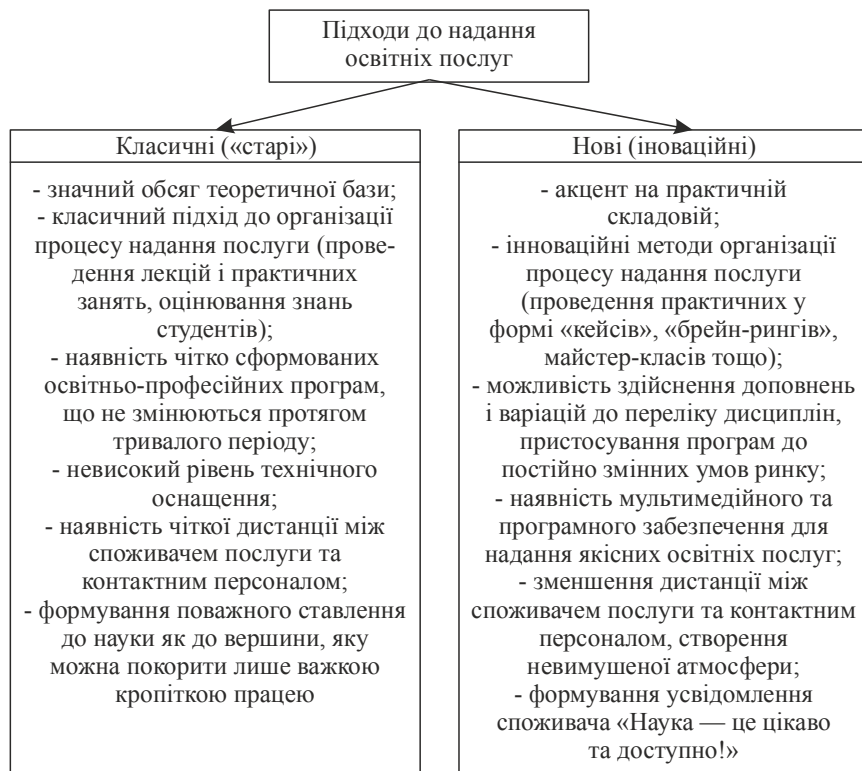 Підходи до надання
освітніх послуг
Класичні («старі»)
- значний обсяг теоретичної бази;
- класичний підхід до організації
процесу надання послуги (прове-
дення лекцій і практичних
занять, оцінювання знань
студентів);
- наявність чітко сформованих
освітньо-професійних програм,
що не змінюються протягом
тривалого періоду;
- невисокий рівень технічного
оснащення;
- наявність чіткої дистанції між
споживачем послуги та
контактним персоналом;
- формування поважного ставлення
до науки як до вершини, яку
можна покорити лише важкою
кропіткою працею
Нові (іноваційні)
- акцент на практичній
складовій;
- інноваційні методи організації
процесу надання послуги
(проведення практичних у
формі «кейсів», «брейн-рингів»,
майстер-класів тощо);
- можливість здійснення доповнень
і варіацій до переліку дисциплін,
пристосування програм до
постійно змінних умов ринку;
- наявність мультимедійного та
програмного забезпечення для
надання якісних освітніх послуг;
- зменшення дистанції між
споживачем послуги та контактним
персоналом, створення
невимушеної атмосфери;
- формування усвідомлення
споживача «Наука — це цікаво
та доступно!»